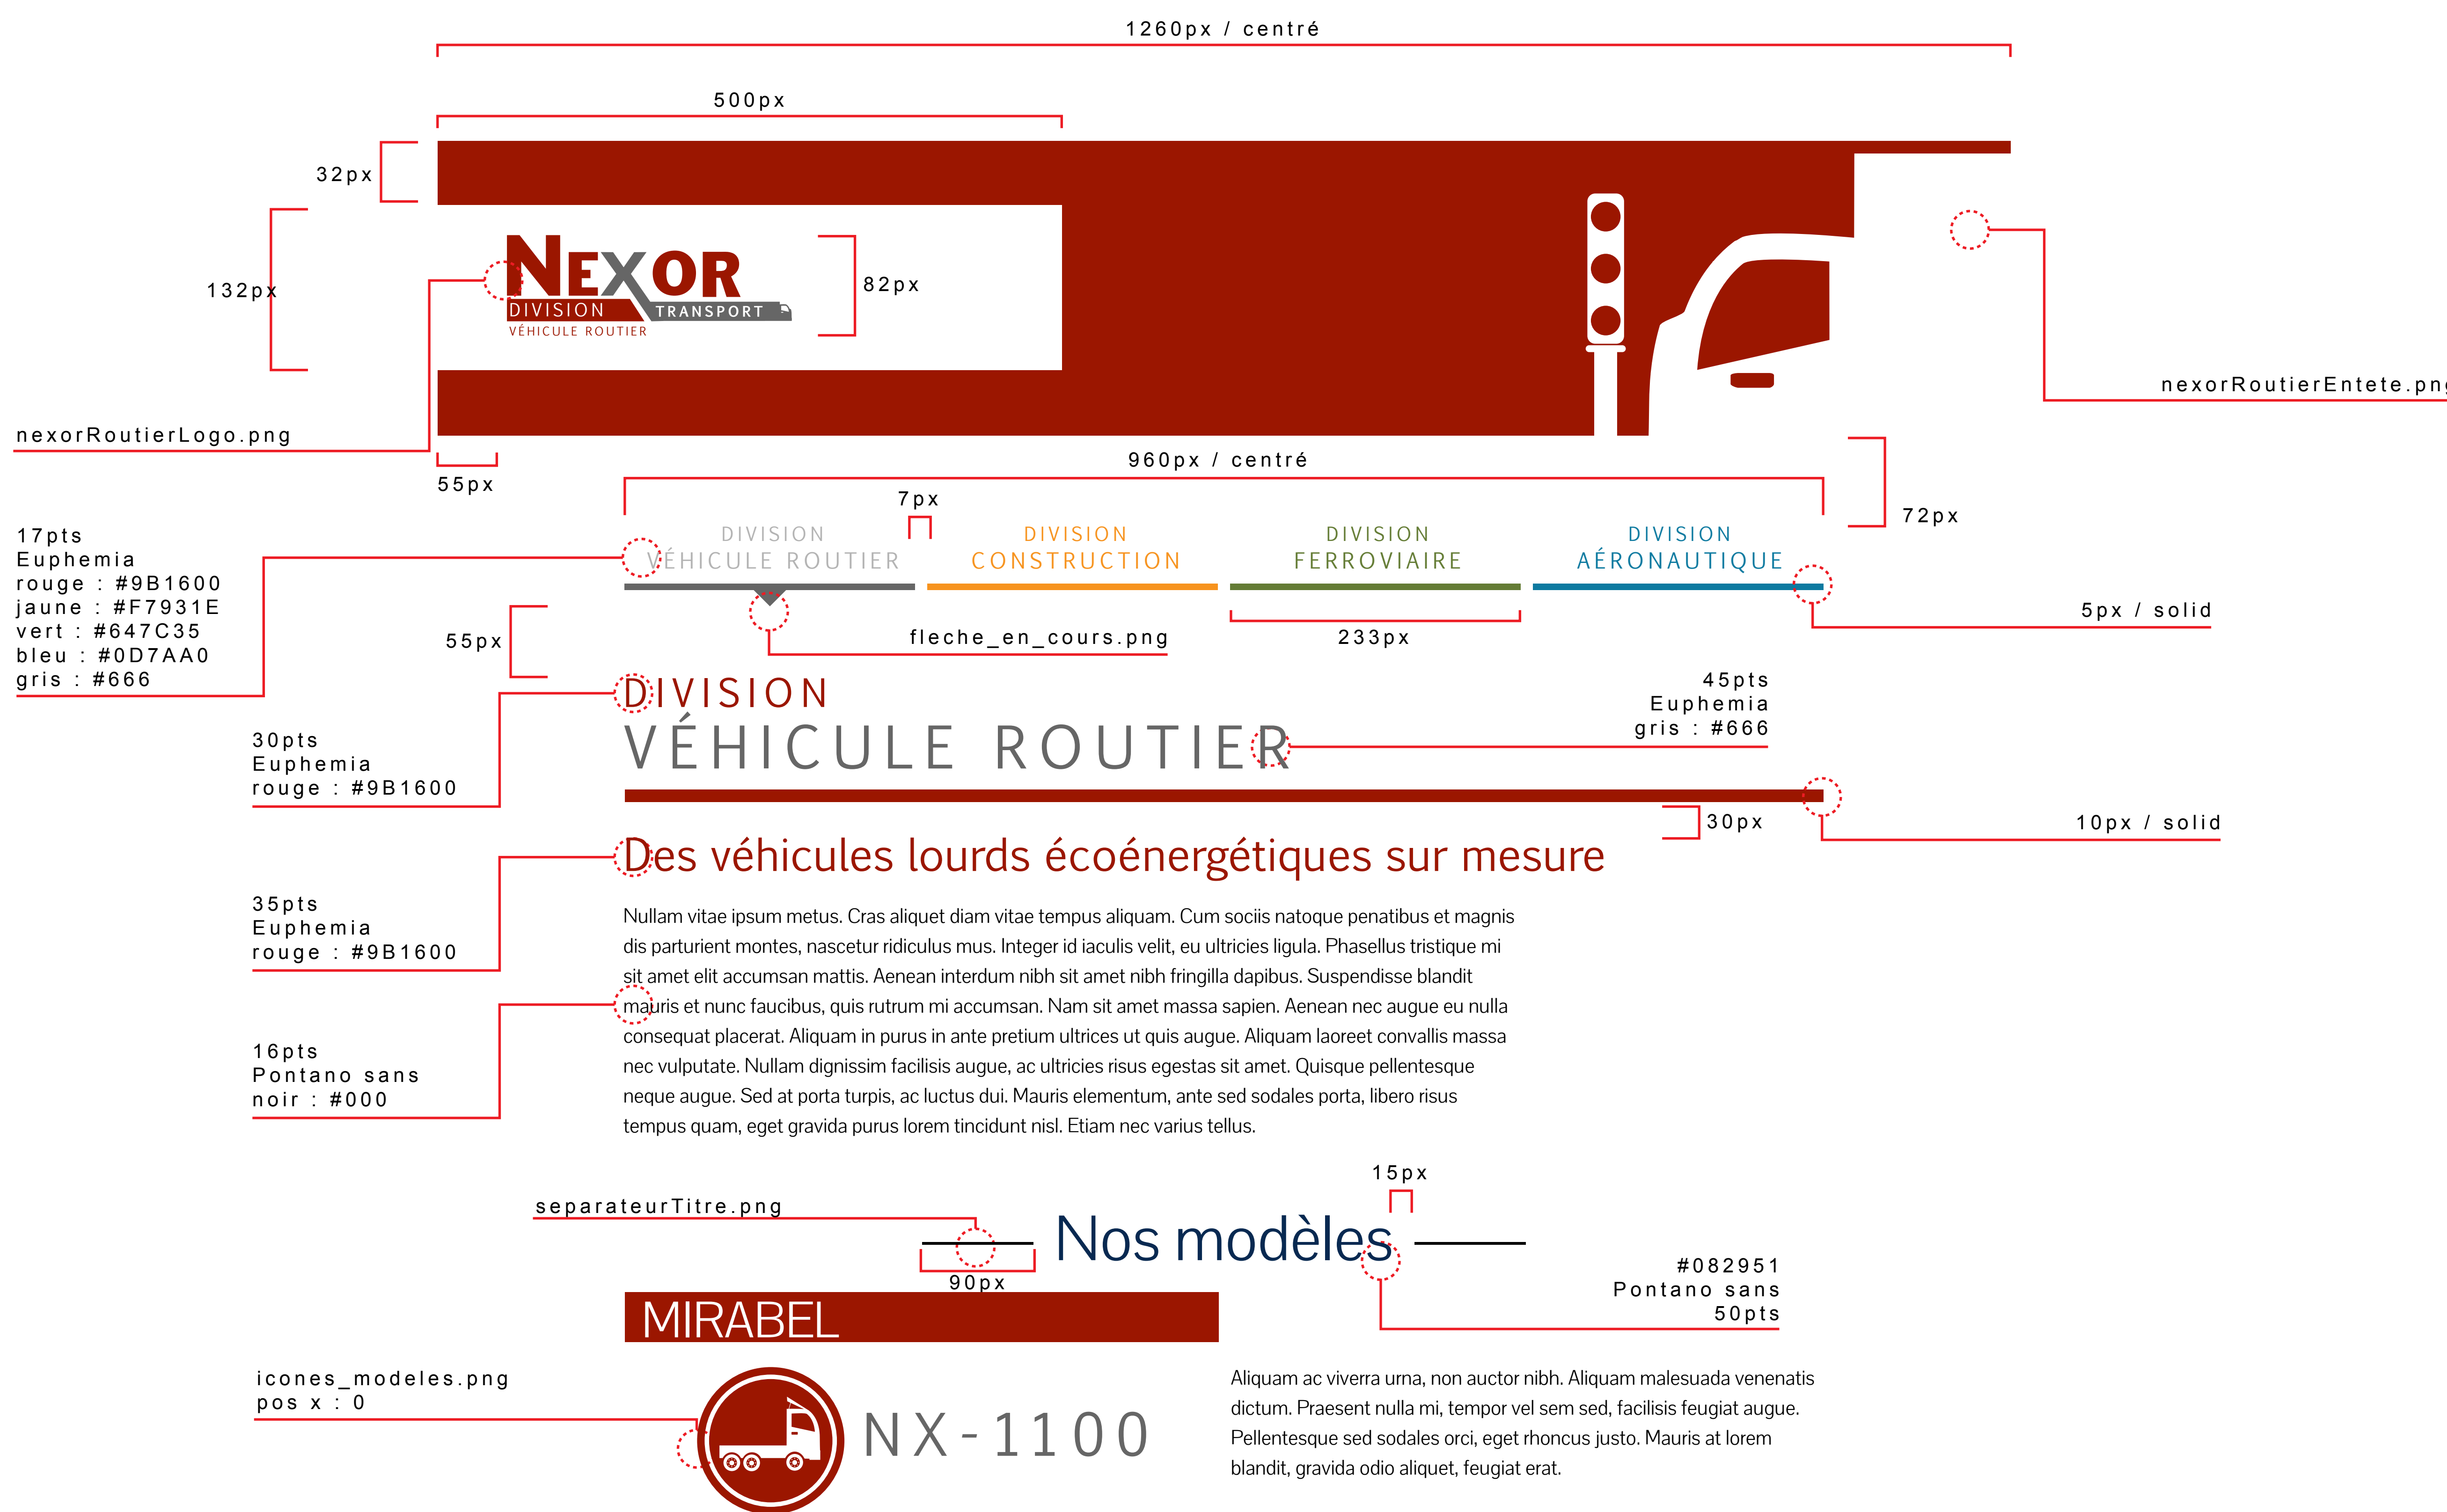 1260px / centré
500px
32px
132px
NEXOR
DIVISION TRANSPORT
VÉHICULE ROUTIER
82px
nexorRoutierEntete.png
nexorRoutierLogo.png
55px
960px / centré
7px
72px
17pts
Euphemia
rouge : #9B1600
jaune : #F7931E
vert : #647C35
bleu : #0D7AA0
gris : #666
DIVISION
VÉHICULE ROUTIER
DIVISION
CONSTRUCTION
DIVISION
FERROVIAIRE
DIVISION
AÉRONAUTIQUE
5px / solid
55px
fleche_en_cours.png
233px
DIVISION
VÉHICULE ROUTIER
45pts
Euphemia
gris : #666
30pts
Euphemia
rouge : #9B1600
30px
10px / solid
Des véhicules lourds écoénergétiques sur mesure
35pts
Euphemia
rouge : #9B1600
Nullam vitae ipsum metus. Cras aliquet diam vitae tempus aliquam. Cum sociis natoque penatibus et magnis
dis parturient montes, nascetur ridiculus mus. Integer id iaculis velit, eu ultricies ligula. Phasellus tristique mi
sit amet elit accumsan mattis. Aenean interdum nibh sit amet nibh fringilla dapibus. Suspendisse blandit
mauris et nunc faucibus, quis rutrum mi accumsan. Nam sit amet massa sapien. Aenean nec augue eu nulla
consequat placerat. Aliquam in purus in ante pretium ultrices ut quis augue. Aliquam laoreet convallis massa
nec vulputate. Nullam dignissim facilisis augue, ac ultricies risus egestas sit amet. Quisque pellentesque
neque augue. Sed at porta turpis, ac luctus dui. Mauris elementum, ante sed sodales porta, libero risus
tempus quam, eget gravida purus lorem tincidunt nisl. Etiam nec varius tellus.
16pts
Pontano sans
noir : #000
15px
separateurTitre.png
Nos modèles
90px
#082951
Pontano sans
50pts
MIRABEL
icones_modeles.png
pos x : 0
NX-1100
Aliquam ac viverra urna, non auctor nibh. Aliquam malesuada venenatis
dictum. Praesent nulla mi, tempor vel sem sed, facilisis feugiat augue.
Pellentesque sed sodales orci, eget rhoncus justo. Mauris at lorem
blandit, gravida odio aliquet, feugiat erat.